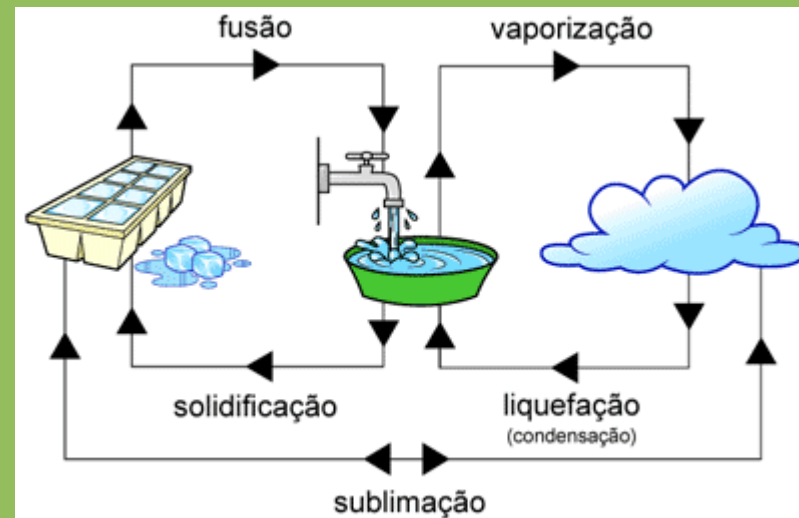 fusão
vaporização
solidificação
liquefação
(condensação)
sublimação